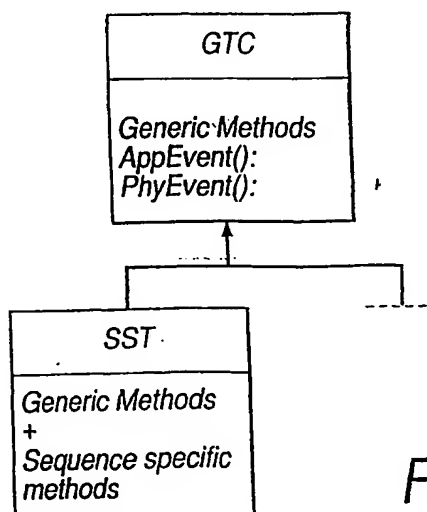 GTC
Generic Methods
AppEvent():
PhyEvent():
SST
Generic Methods
+
Sequence specific
methods
F